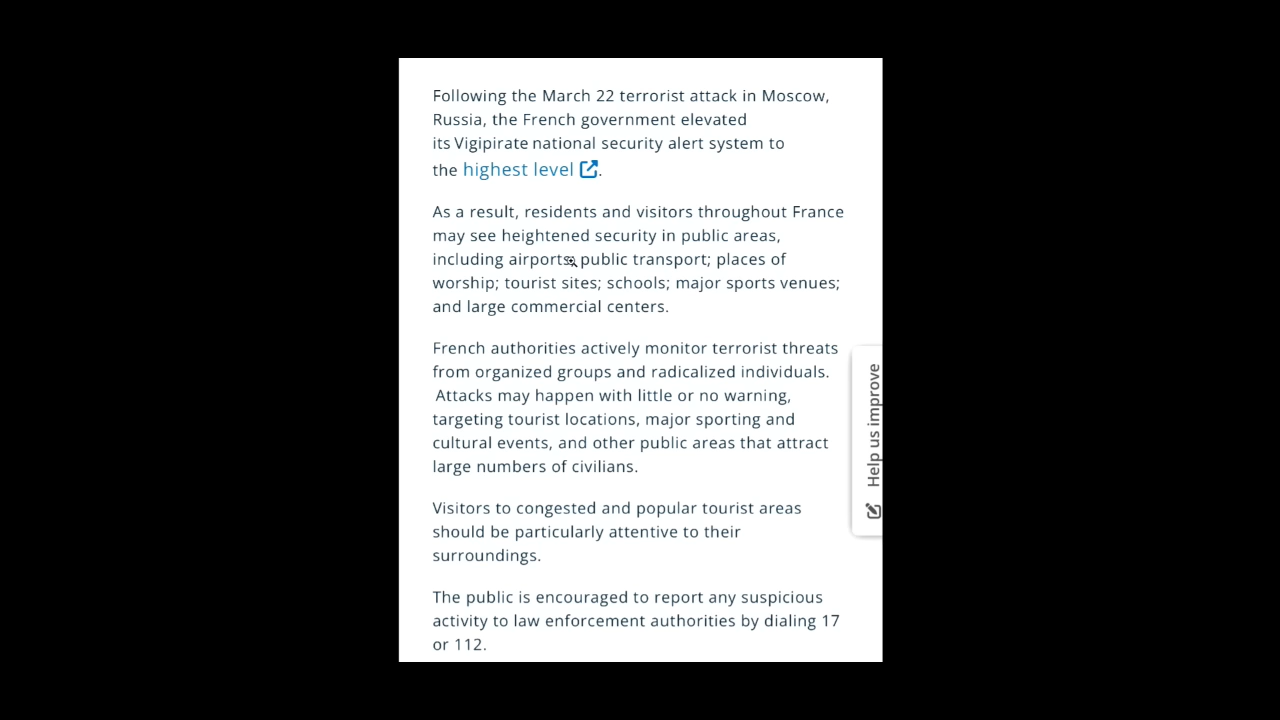 Following the March 22 terrorist attack in Moscow,
Russia, the French government elevated
its Vigipirate national security alert system to
the highest level.
As a result, residents and visitors throughout France
may see heightened security in public areas,
including airports; public transport; places of
worship; tourist sites; schools; major sports venues;
and large commercial centers.
French authorities actively monitor terrorist threats
from organized groups and radicalized individuals.
Attacks may happen with little or no warning,
targeting tourist locations, major sporting and
cultural events, and other public areas that attract
large numbers of civilians.
Help us improve
Visitors to congested and popular tourist areas
should be particularly attentive to their
surroundings.
The public is encouraged to report any suspicious
activity to law enforcement authorities by dialing 17
or 112.